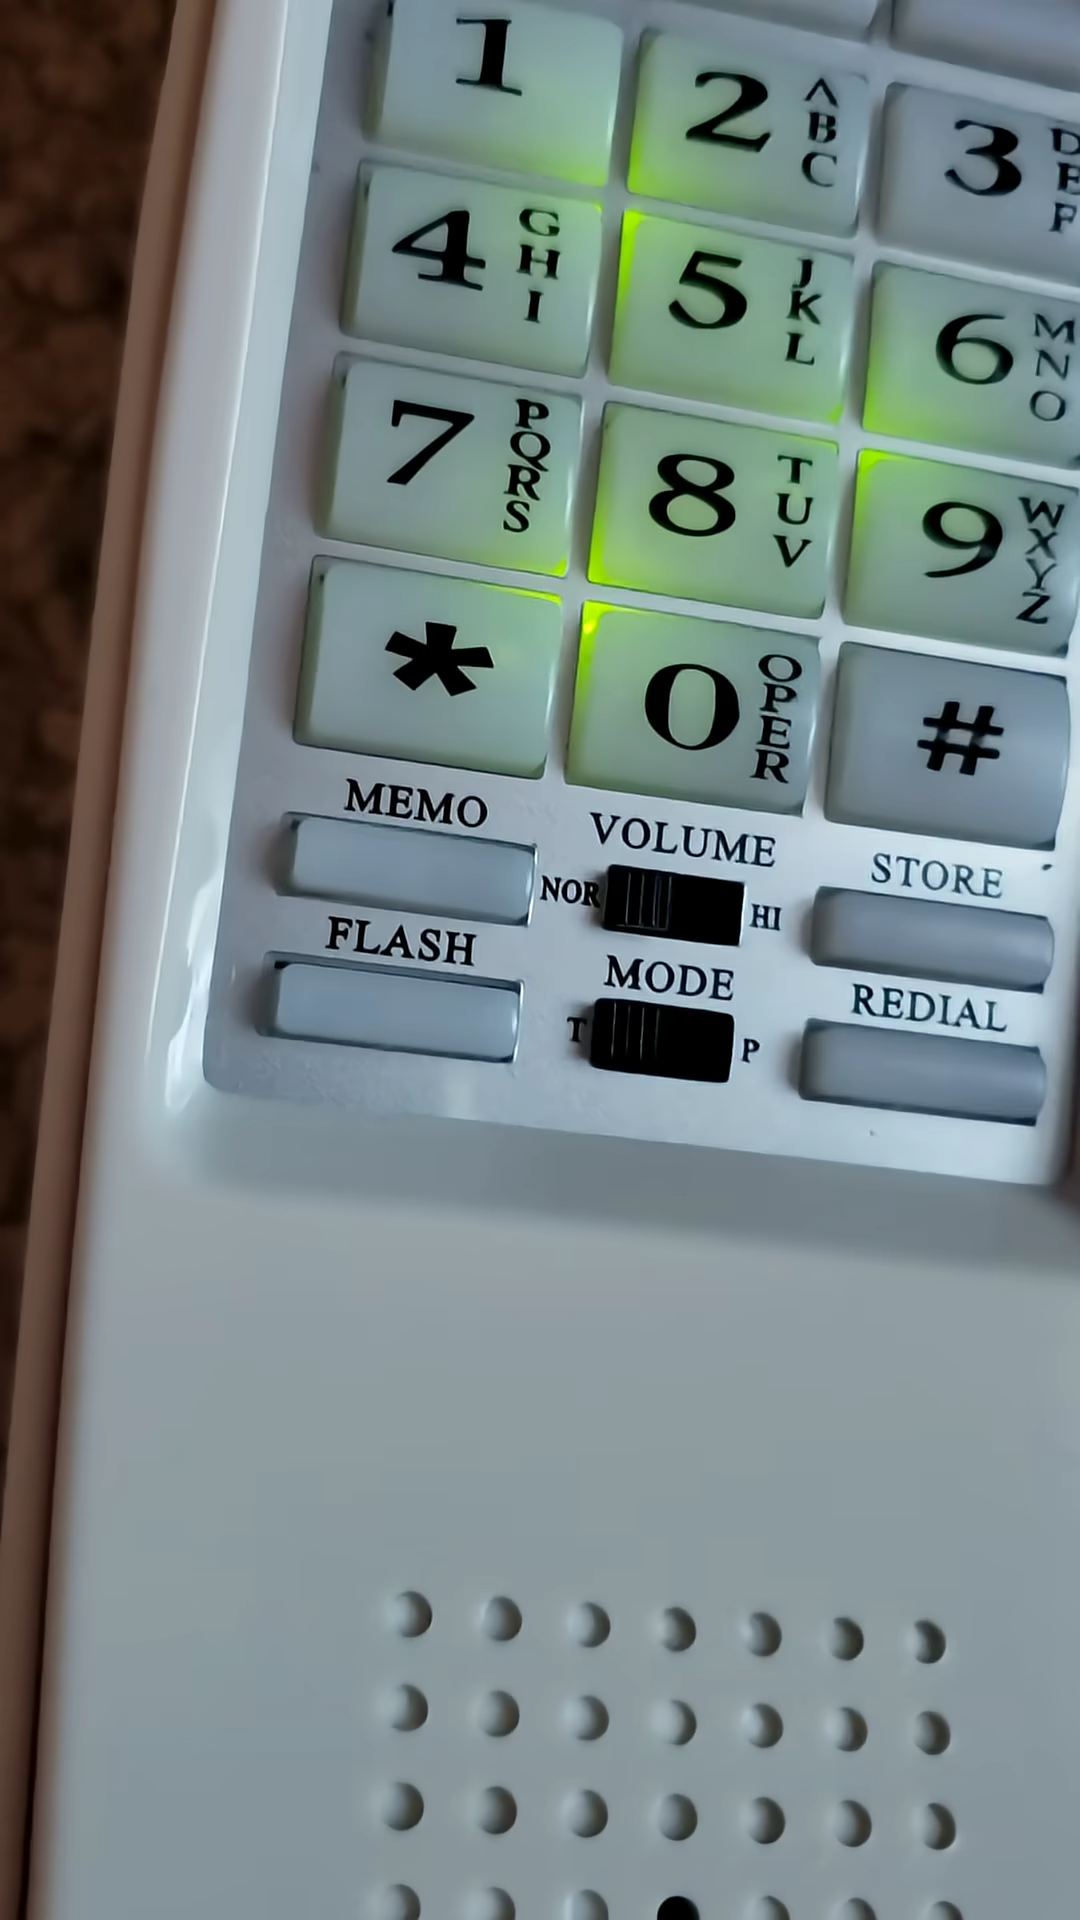 1
2 ABC
3 DEF
4 GHI
5 JKL
6 MNO
7 PQRS
8 TUV
9 WXYZ
*
0 OPER
#
MEMO
VOLUME
NOR HI
STORE
FLASH
MODE
T P
REDIAL